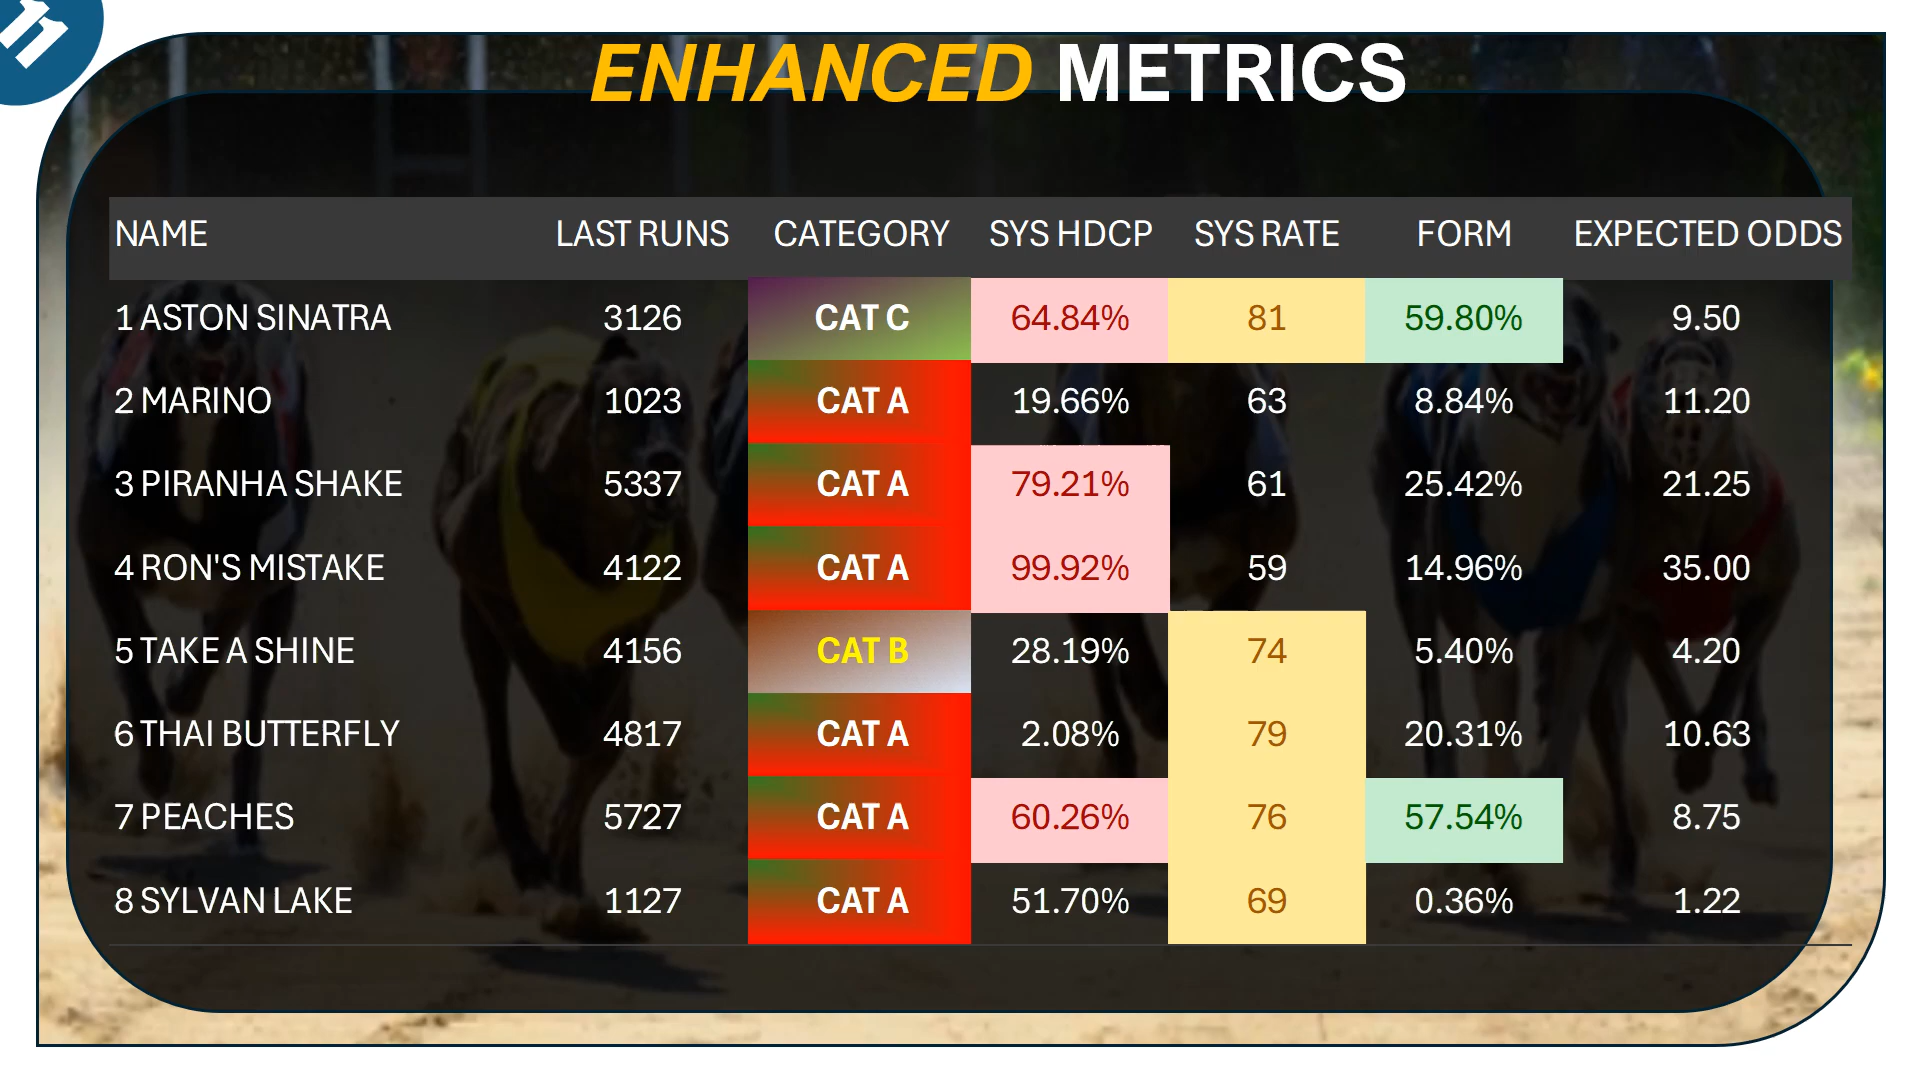 ENHANCED METRICS
NAME LAST RUNS CATEGORY SYS HDCP SYS RATE FORM EXPECTED ODDS
1 ASTON SINATRA 3126 CAT C 64.84% 81 59.80% 9.50
2 MARINO 1023 CAT A 19.66% 63 8.84% 11.20
3 PIRANHA SHAKE 5337 CAT A 79.21% 61 25.42% 21.25
4 RON'S MISTAKE 4122 CAT A 99.92% 59 14.96% 35.00
5 TAKE A SHINE 4156 CAT B 28.19% 74 5.40% 4.20
6 THAI BUTTERFLY 4817 CAT A 2.08% 79 20.31% 10.63
7 PEACHES 5727 CAT A 60.26% 76 57.54% 8.75
8 SYLVAN LAKE 1127 CAT A 51.70% 69 0.36% 1.22